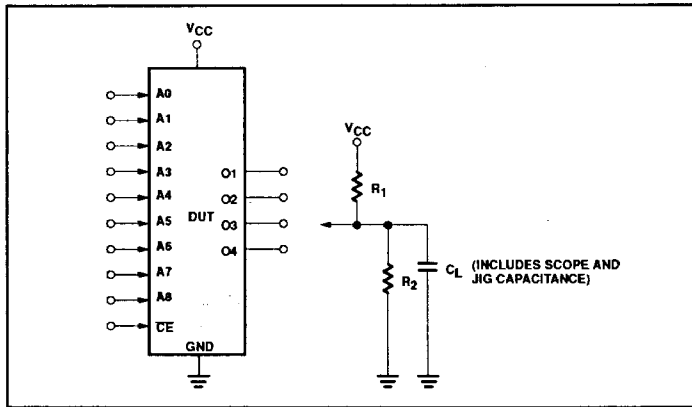 VCC
A0
A1
A2
A3
A4
A5
A6
A7
A8
CE
DUT
O1
O2
O3
O4
GND
VCC
R1
R2
CL (INCLUDES SCOPE AND
JIG CAPACITANCE)